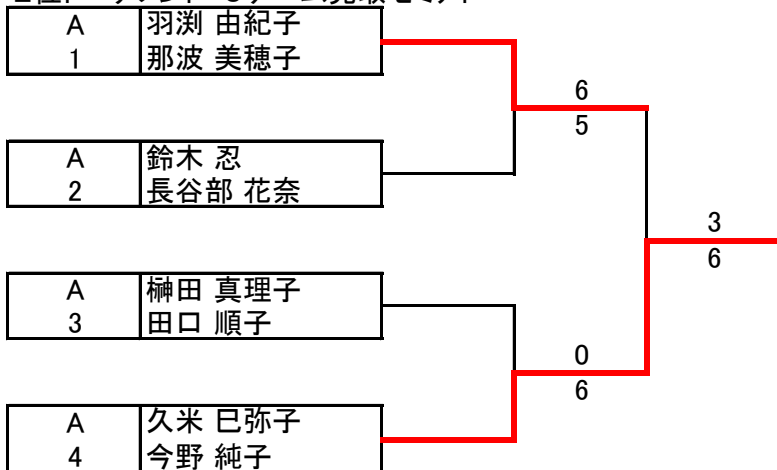 A 羽渕 由紀子
1 那波 美穂子
6
5
A 鈴木 忍
2 長谷部 花奈
3
6
A 榊田 真理子
3 田口 順子
0
6
A 久米 巳弥子
4 今野 純子